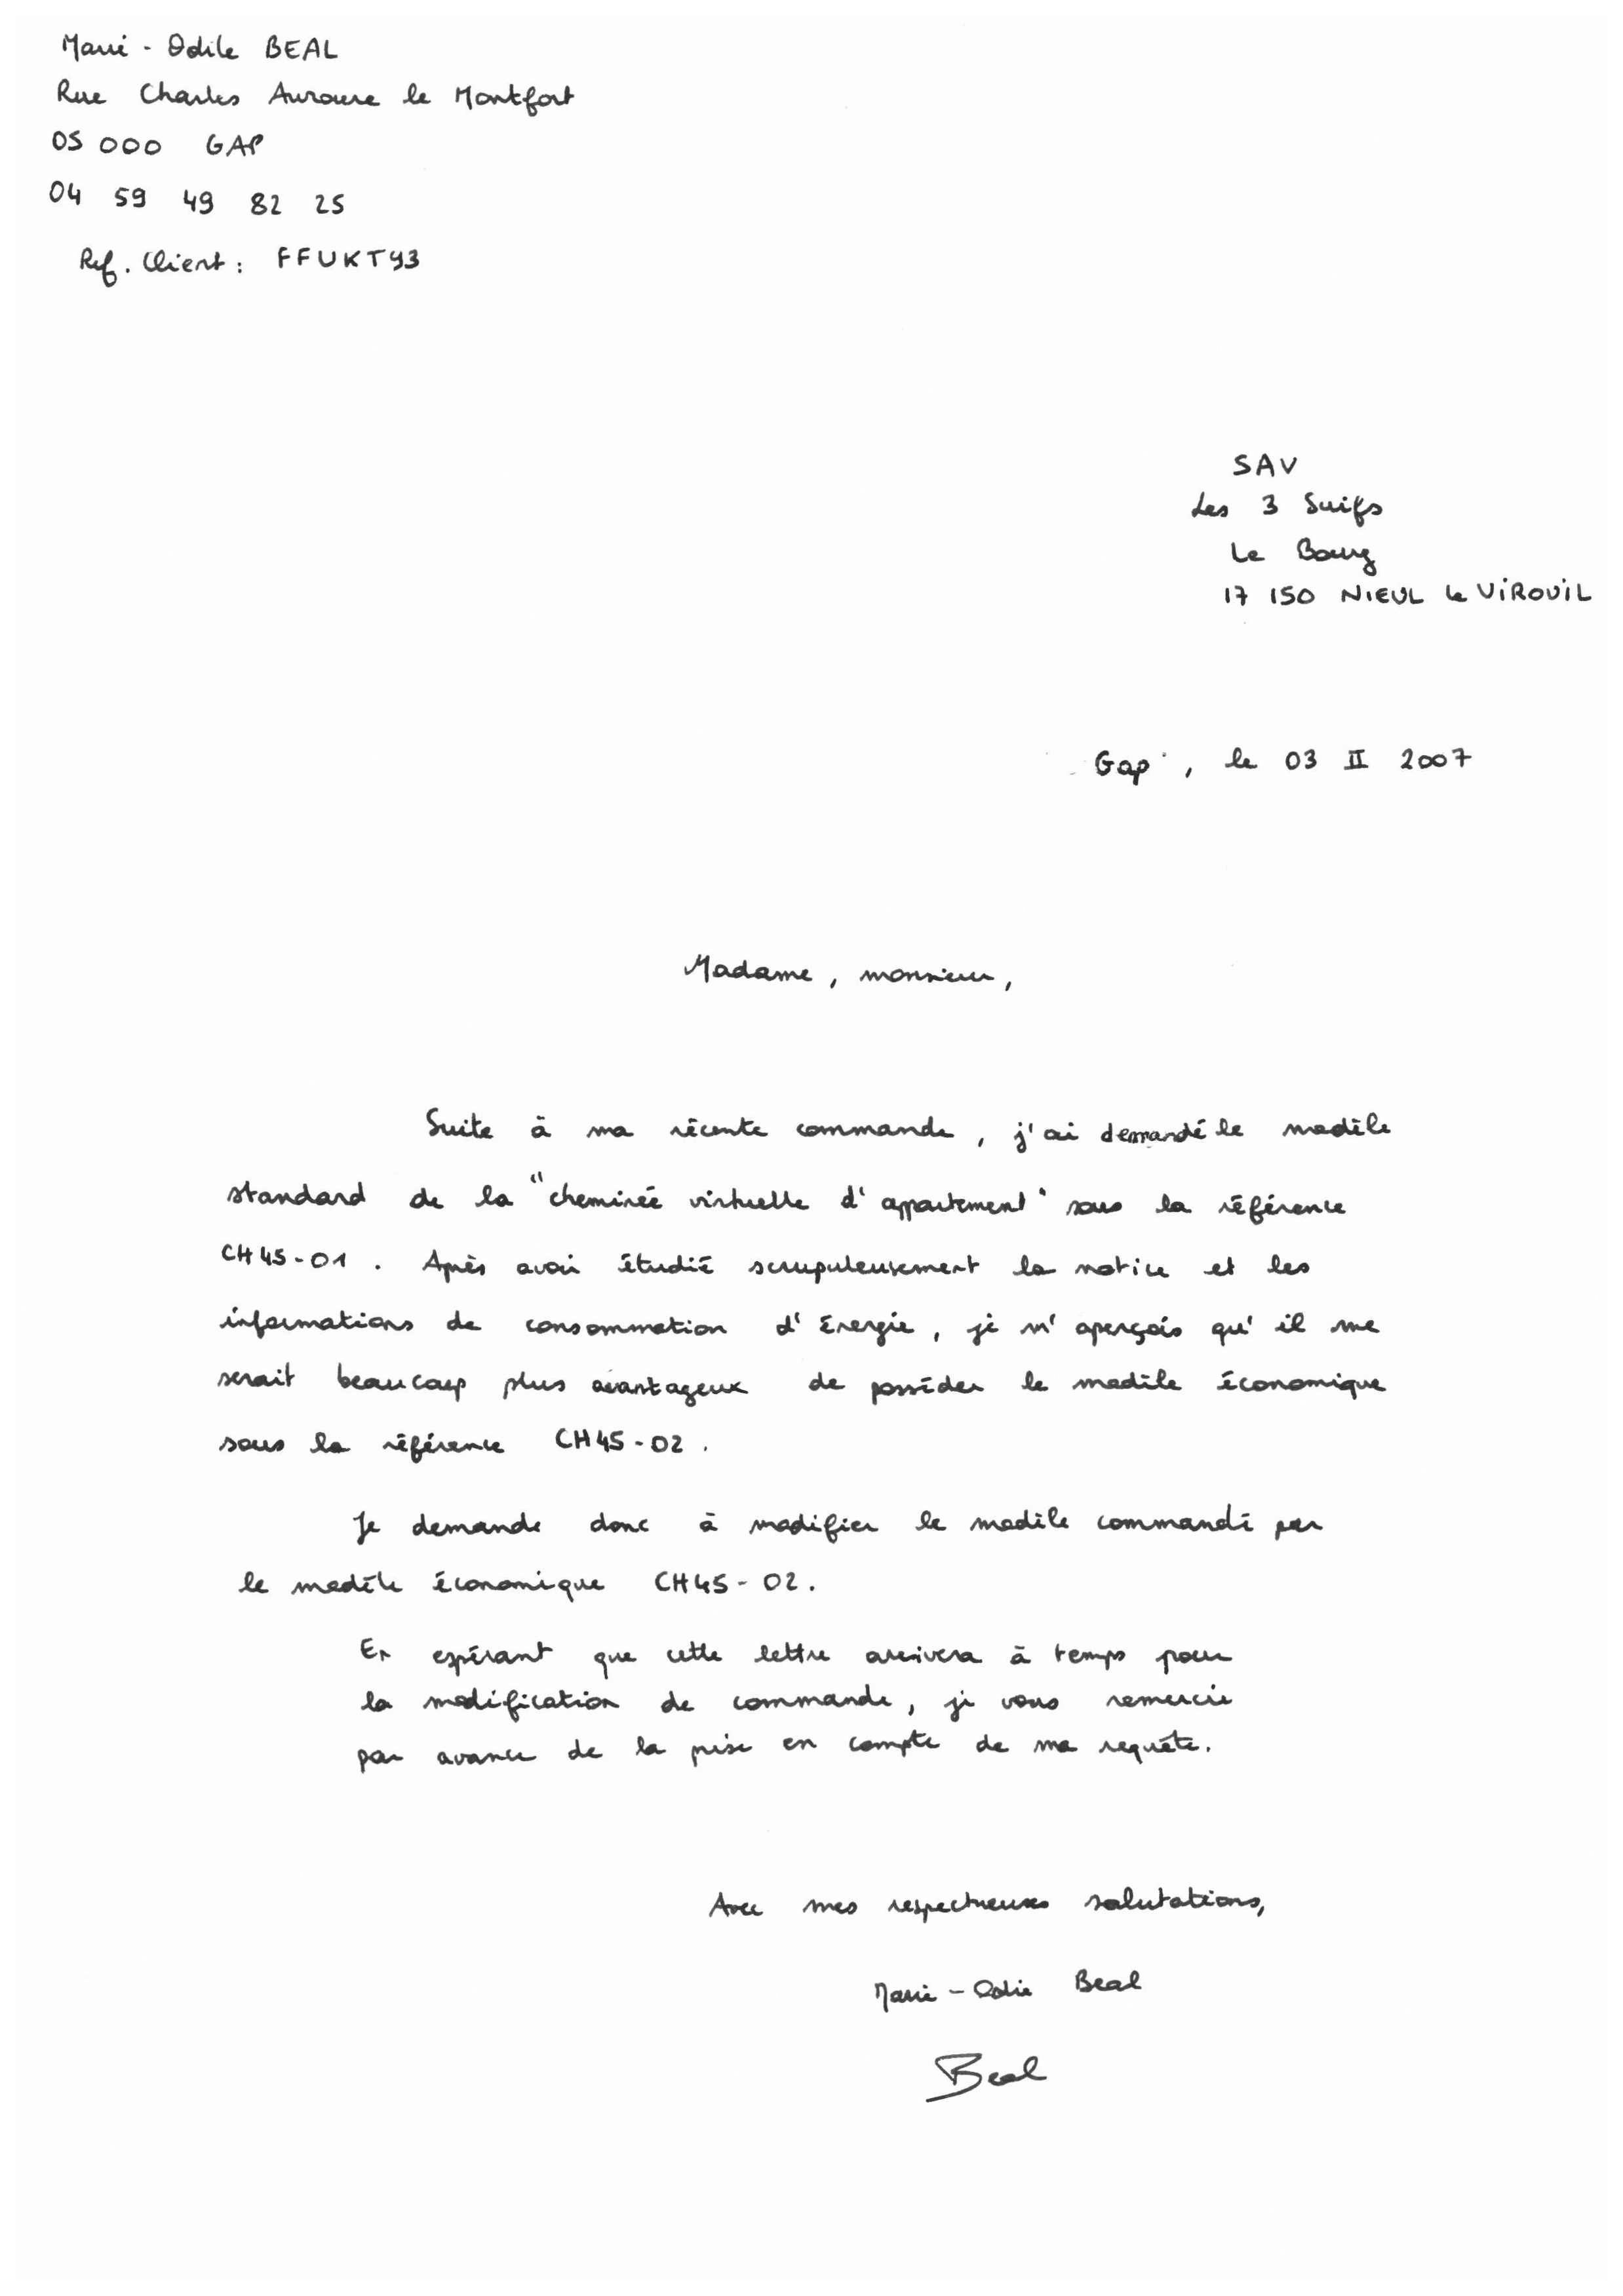 Marie - Odile BEAL
Rue Charles Aurouze le Montfort
05 000 GAP
04 59 49 82 25
Ref. Client : FFUKT93
SAV
Les 3 Suifs
Le Bourg
17 150 NIEUL le VIROUIL
Gap, le 03 II 2007
Madame, monsieur,
Suite à ma récente commande, j'ai demandé le modèle
standard de la "cheminée virtuelle d'appartement" sous la référence
CH45-01. Après avoir étudié scrupuleusement la notice et les
informations de consommation d'énergie, je m'aperçois qu'il me
serait beaucoup plus avantageux de posséder le modèle économique
sous la référence CH45-02.
Je demande donc à modifier le modèle commandé par
le modèle économique CH45-02.
En espérant que cette lettre arrivera à temps pour
la modification de commande, je vous remercie
par avance de la prise en compte de ma requête.
Avec mes respectueuses salutations,
Marie - Odie Beal
Beal